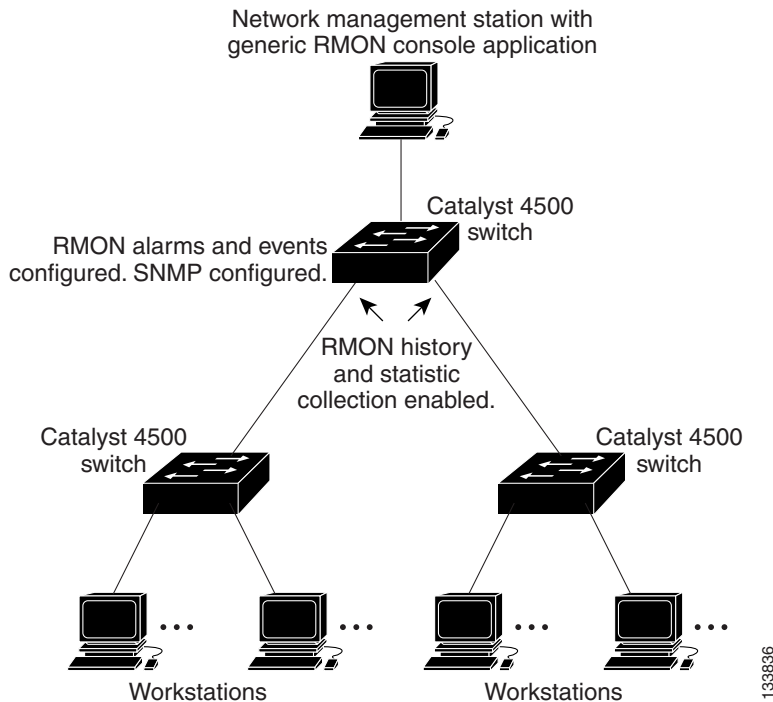 Network management station with
generic RMON console application
Catalyst 4500
switch
RMON alarms and events
configured. SNMP configured.
RMON history
and statistic
collection enabled.
Catalyst 4500
switch
Catalyst 4500
switch
Workstations
Workstations
133836